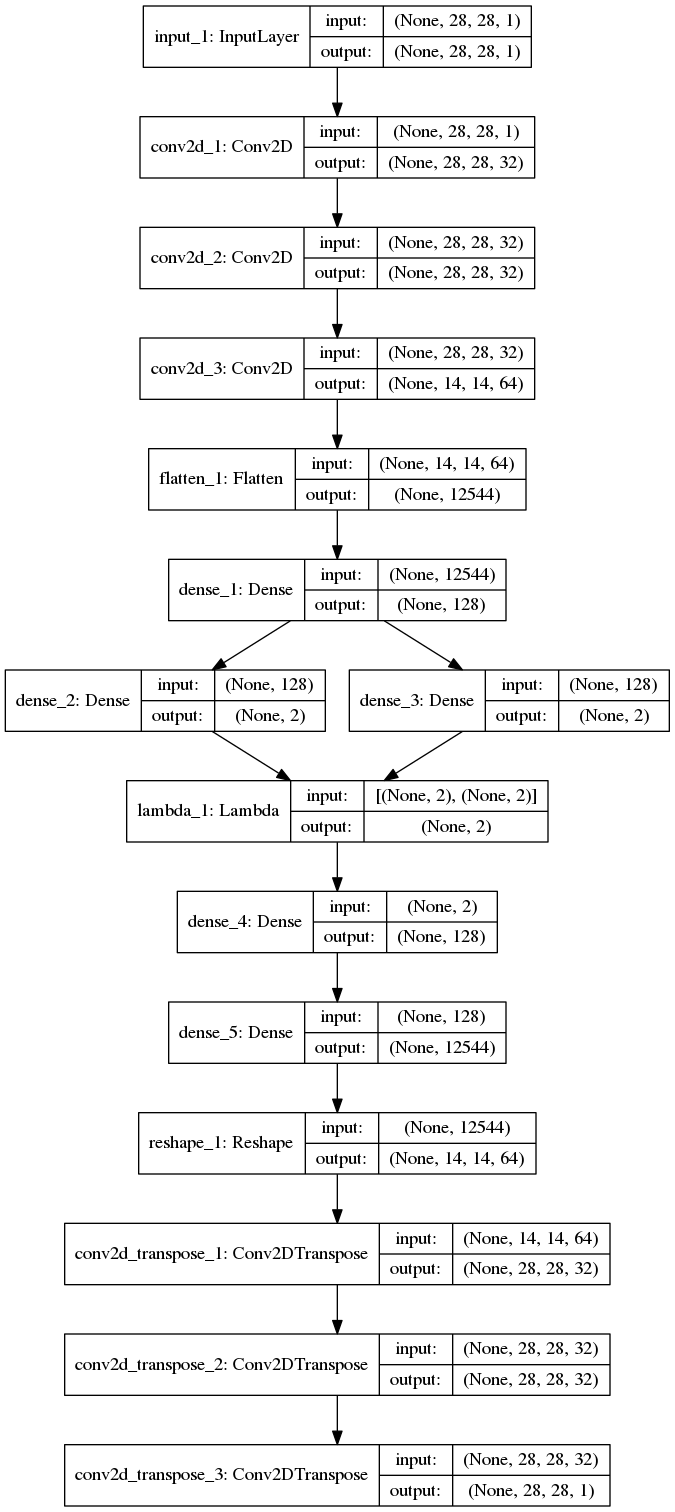 input_1: InputLayer
input: (None, 28, 28, 1)
output: (None, 28, 28, 1)
conv2d_1: Conv2D
input: (None, 28, 28, 1)
output: (None, 28, 28, 32)
conv2d_2: Conv2D
input: (None, 28, 28, 32)
output: (None, 28, 28, 32)
conv2d_3: Conv2D
input: (None, 28, 28, 32)
output: (None, 14, 14, 64)
flatten_1: Flatten
input: (None, 14, 14, 64)
output: (None, 12544)
dense_1: Dense
input: (None, 12544)
output: (None, 128)
dense_2: Dense
input: (None, 128)
output: (None, 2)
dense_3: Dense
input: (None, 128)
output: (None, 2)
lambda_1: Lambda
input: [(None, 2), (None, 2)]
output: (None, 2)
dense_4: Dense
input: (None, 2)
output: (None, 128)
dense_5: Dense
input: (None, 128)
output: (None, 12544)
reshape_1: Reshape
input: (None, 12544)
output: (None, 14, 14, 64)
conv2d_transpose_1: Conv2DTranspose
input: (None, 14, 14, 64)
output: (None, 28, 28, 32)
conv2d_transpose_2: Conv2DTranspose
input: (None, 28, 28, 32)
output: (None, 28, 28, 32)
conv2d_transpose_3: Conv2DTranspose
input: (None, 28, 28, 32)
output: (None, 28, 28, 1)